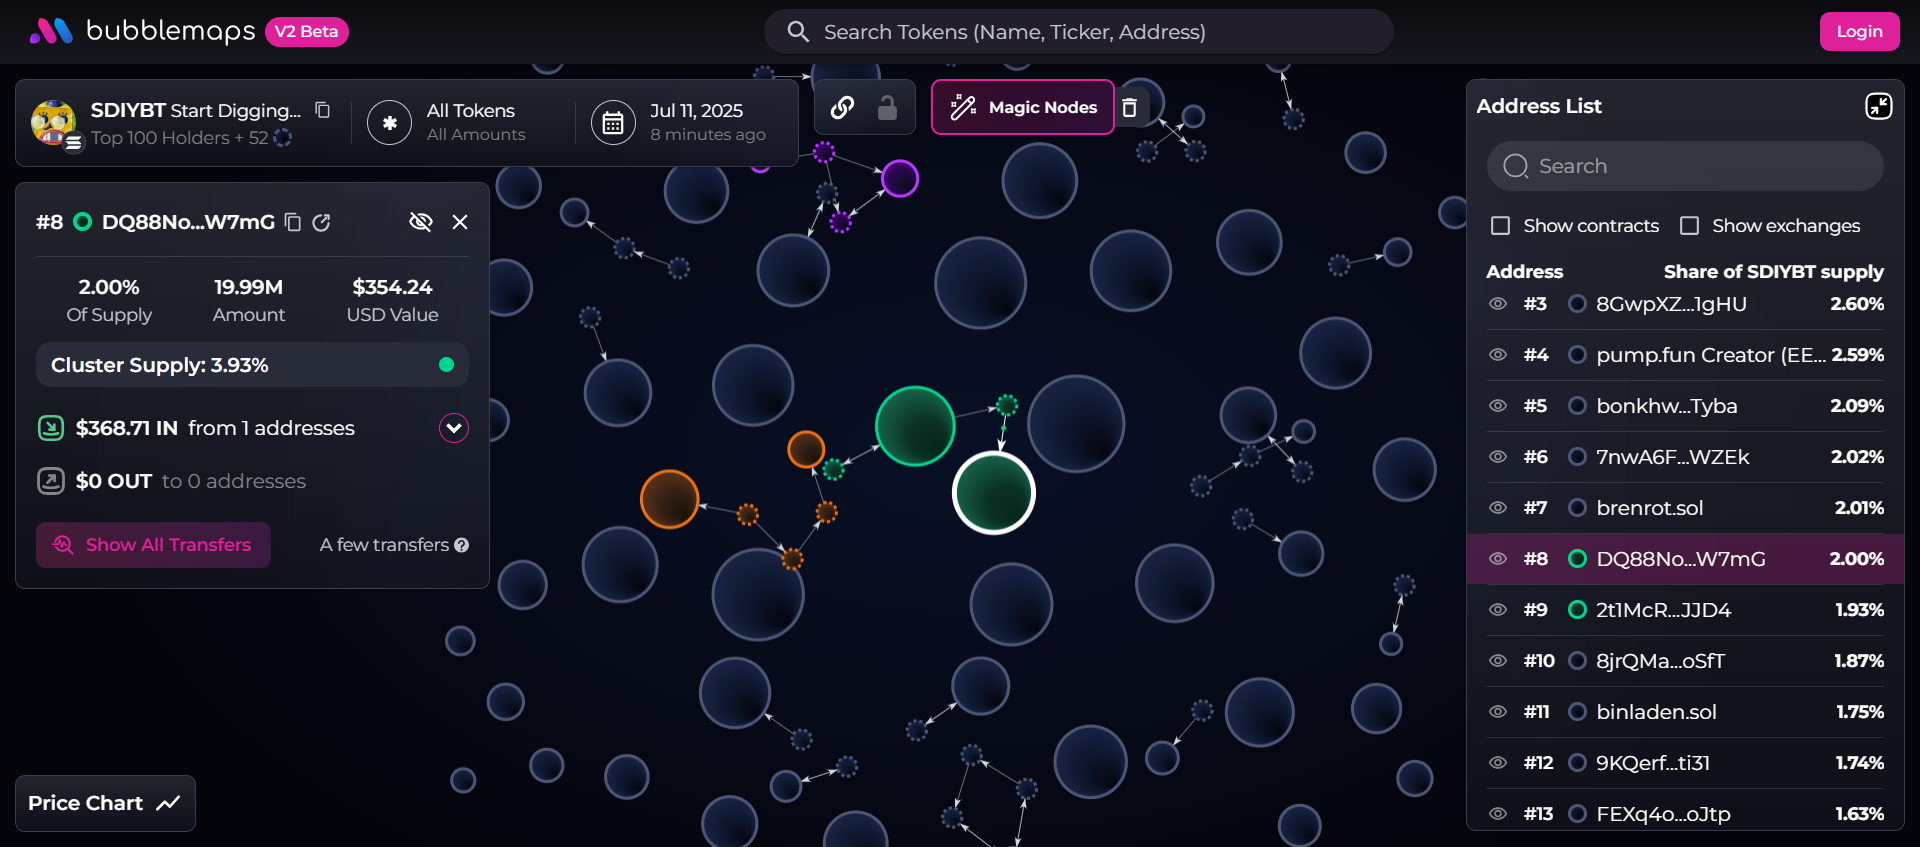 bubblemaps V2 Beta
Search Tokens (Name, Ticker, Address)
Login
SDIYBT Start Digging...
Top 100 Holders + 52
All Tokens
All Amounts
Jul 11, 2025
8 minutes ago
Magic Nodes
#8 DQ88No...W7mG
2.00% 19.99M $354.24
Of Supply Amount USD Value
Cluster Supply: 3.93%
$368.71 IN from 1 addresses
$0 OUT to 0 addresses
Show All Transfers A few transfers ?
Price Chart
Address List
Search
Show contracts Show exchanges
Address Share of SDIYBT supply
#3 8GwpXZ...1gHU 2.60%
#4 pump.fun Creator (EE... 2.59%
#5 bonkhw...Tyba 2.09%
#6 7nwA6F...WZEk 2.02%
#7 brenrot.sol 2.01%
#8 DQ88No...W7mG 2.00%
#9 2t1McR...JJD4 1.93%
#10 8jrQMa...oSfT 1.87%
#11 binladen.sol 1.75%
#12 9KQerf...ti31 1.74%
#13 FEXq4o...oJtp 1.63%